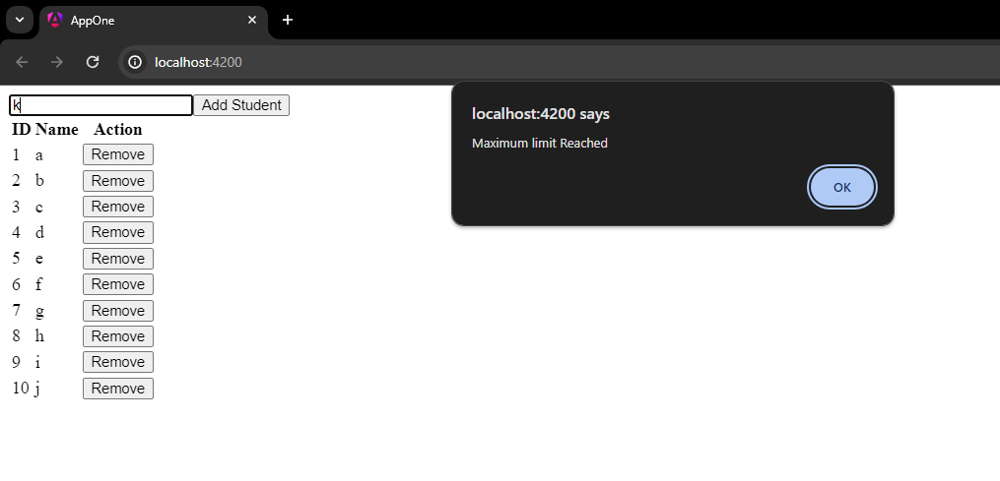 AppOne
localhost:4200
k Add Student
ID Name Action
1 a Remove
2 b Remove
3 c Remove
4 d Remove
5 e Remove
6 f Remove
7 g Remove
8 h Remove
9 i Remove
10 j Remove
localhost:4200 says
Maximum limit Reached
OK